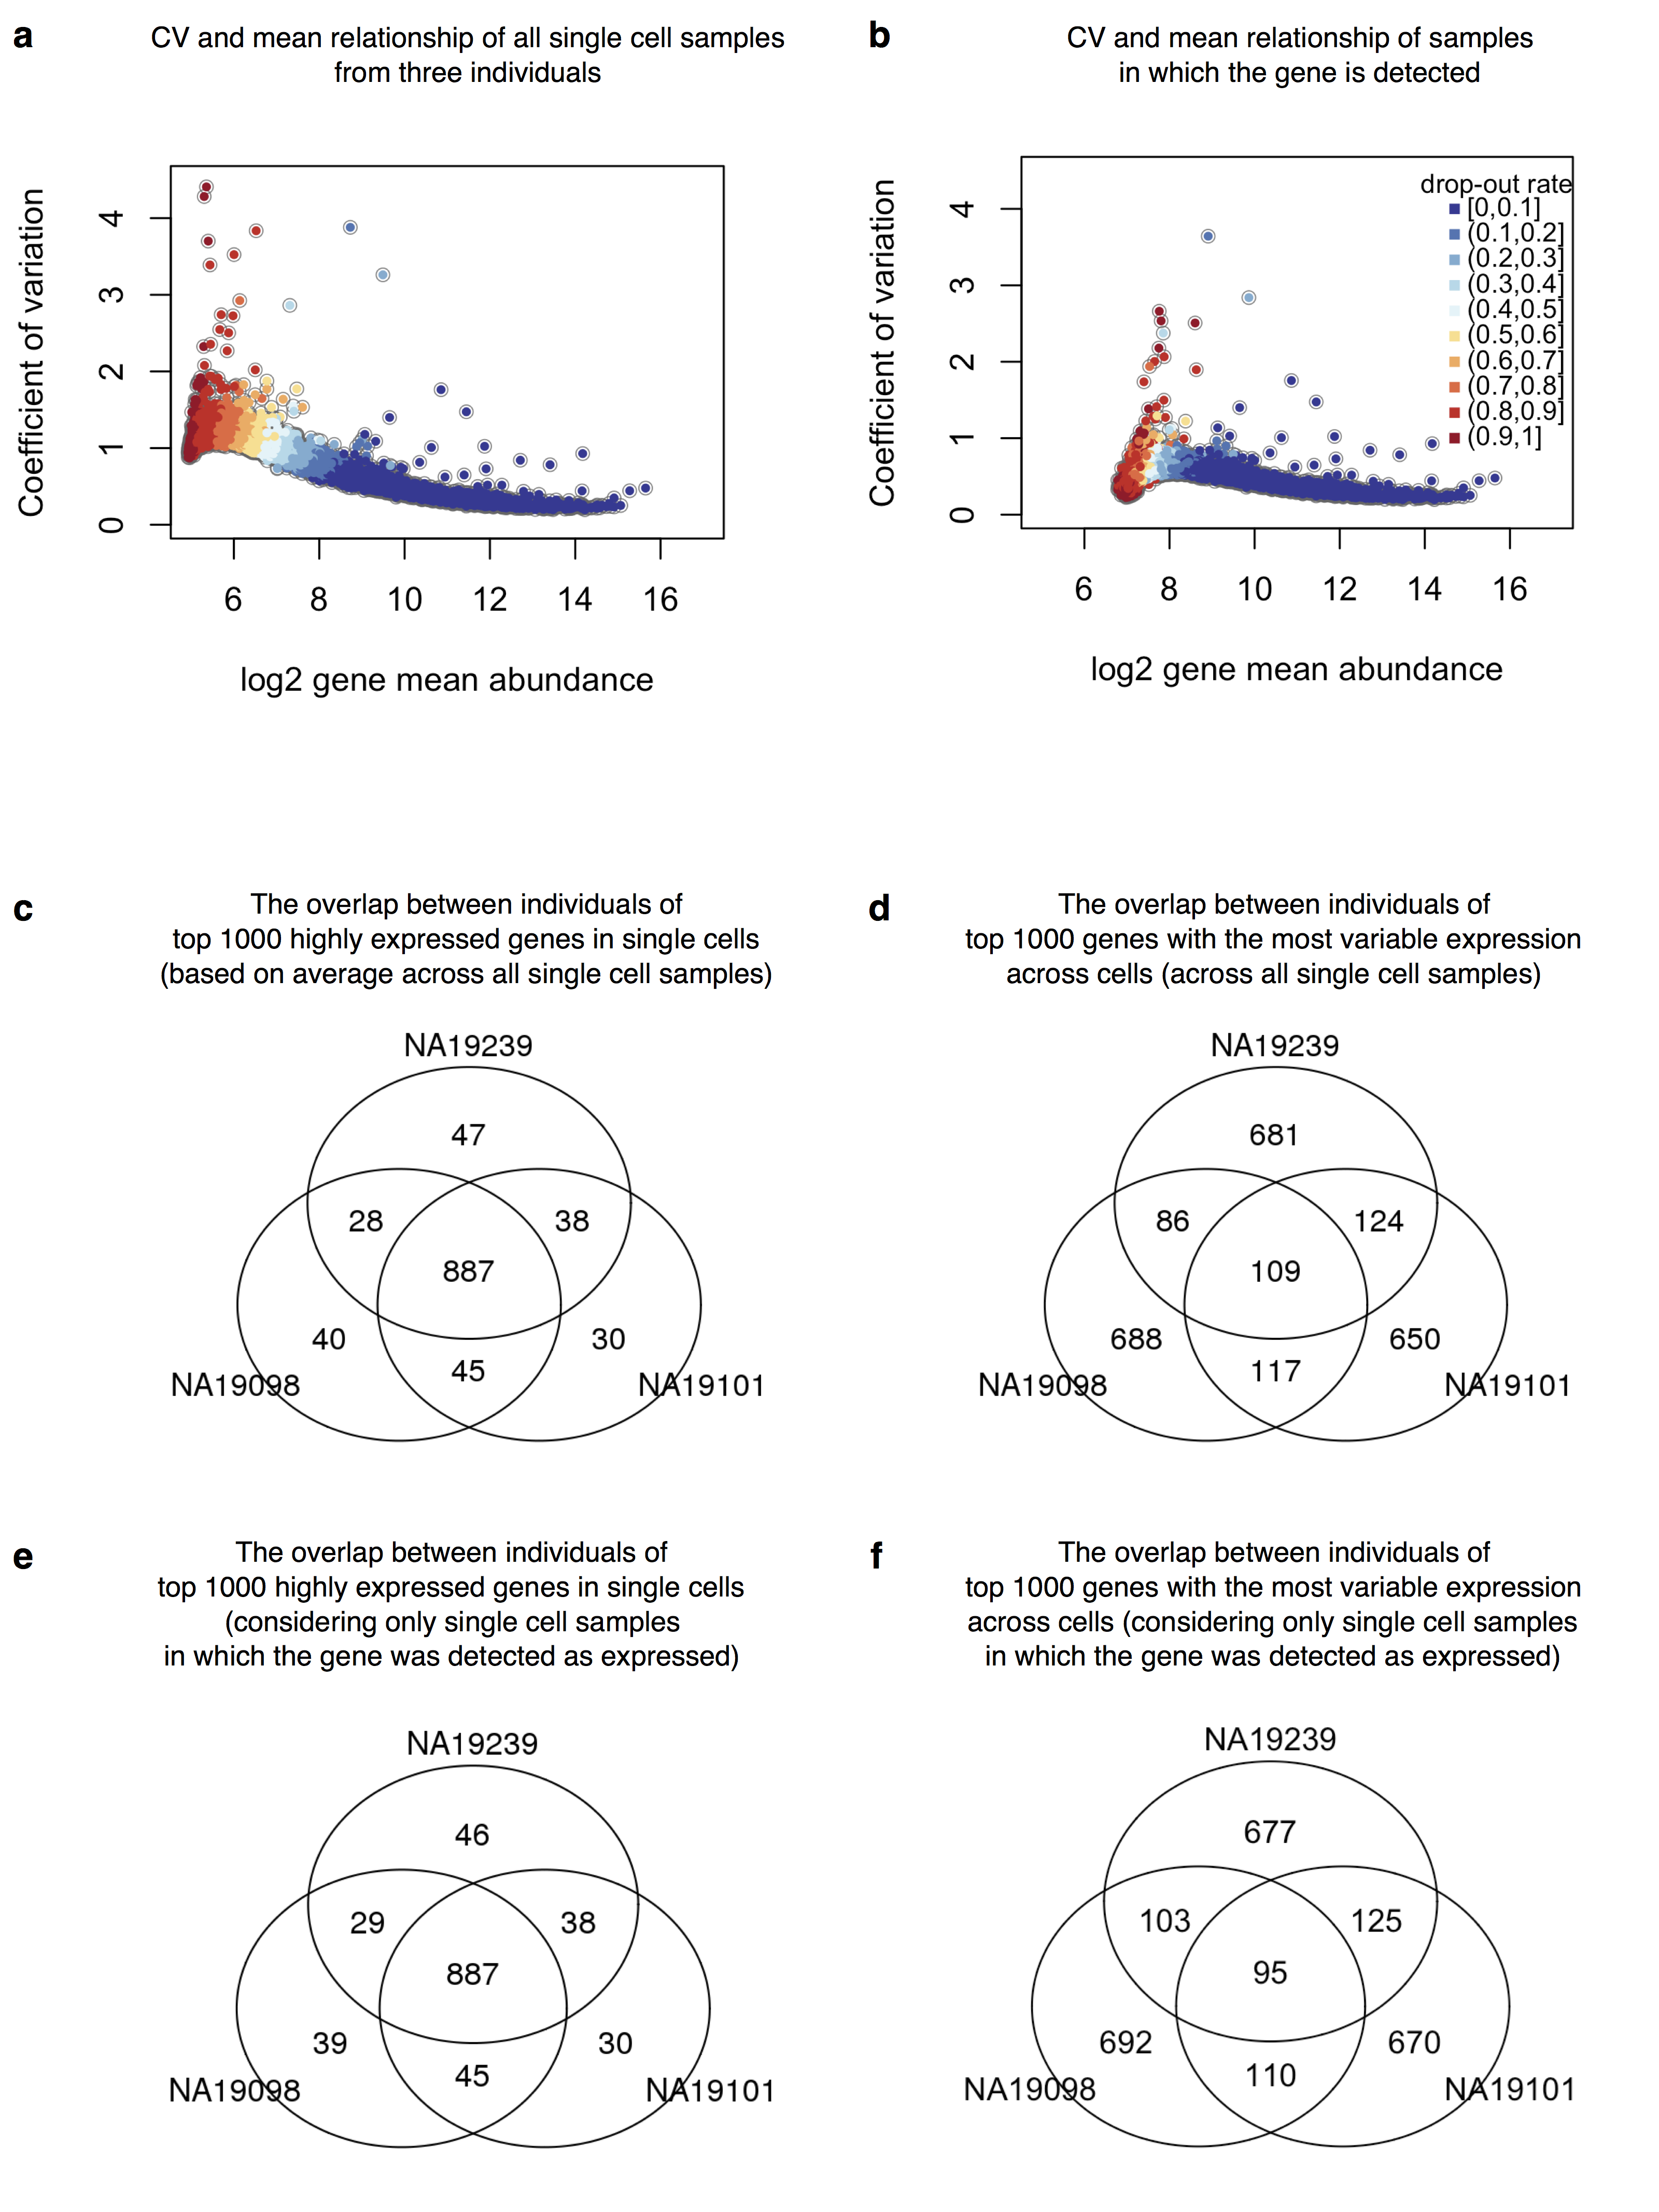 a
CV and mean relationship of all single cell samples
from three individuals
Coefficient of variation
4
3
2
1
0
6 8 10 12 14 16
log2 gene mean abundance
b
CV and mean relationship of samples
in which the gene is detected
Coefficient of variation
4
3
2
1
0
drop-out rate
[0,0.1]
(0.1,0.2]
(0.2,0.3]
(0.3,0.4]
(0.4,0.5]
(0.5,0.6]
(0.6,0.7]
(0.7,0.8]
(0.8,0.9]
(0.9,1]
6 8 10 12 14 16
log2 gene mean abundance
c
The overlap between individuals of
top 1000 highly expressed genes in single cells
(based on average across all single cell samples)
NA19239
47
28 38
887
40 30
45
NA19098 NA19101
d
The overlap between individuals of
top 1000 genes with the most variable expression
across cells (across all single cell samples)
NA19239
681
86 124
109
688 650
117
NA19098 NA19101
e
The overlap between individuals of
top 1000 highly expressed genes in single cells
(considering only single cell samples
in which the gene was detected as expressed)
NA19239
46
29 38
887
39 30
45
NA19098 NA19101
f
The overlap between individuals of
top 1000 genes with the most variable expression
across cells (considering only single cell samples
in which the gene was detected as expressed)
NA19239
677
103 125
95
692 670
110
NA19098 NA19101